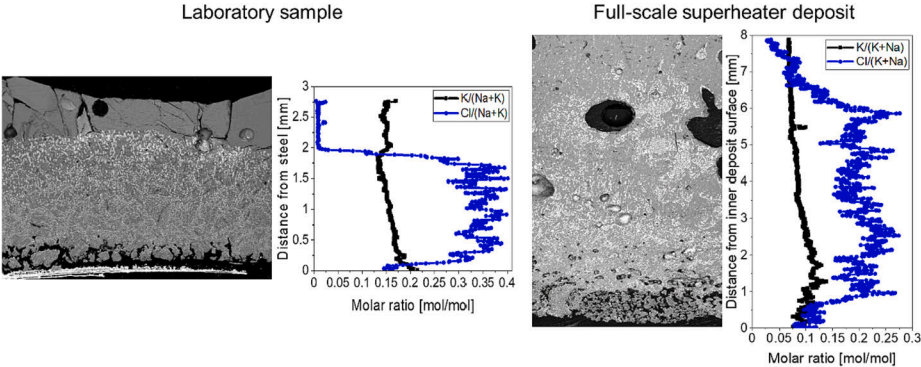 Laboratory sample
Full-scale superheater deposit
Distance from steel [mm]
3
2.5
2
1.5
1
0.5
0
K/(Na+K)
Cl/(Na+K)
0 0.05 0.1 0.15 0.2 0.25 0.3 0.35 0.4
Molar ratio [mol/mol]
Distance from inner deposit surface [mm]
8
7
6
5
4
3
2
1
0
K/(K+Na)
Cl/(K+Na)
0 0.05 0.1 0.15 0.2 0.25 0.3
Molar ratio [mol/mol]